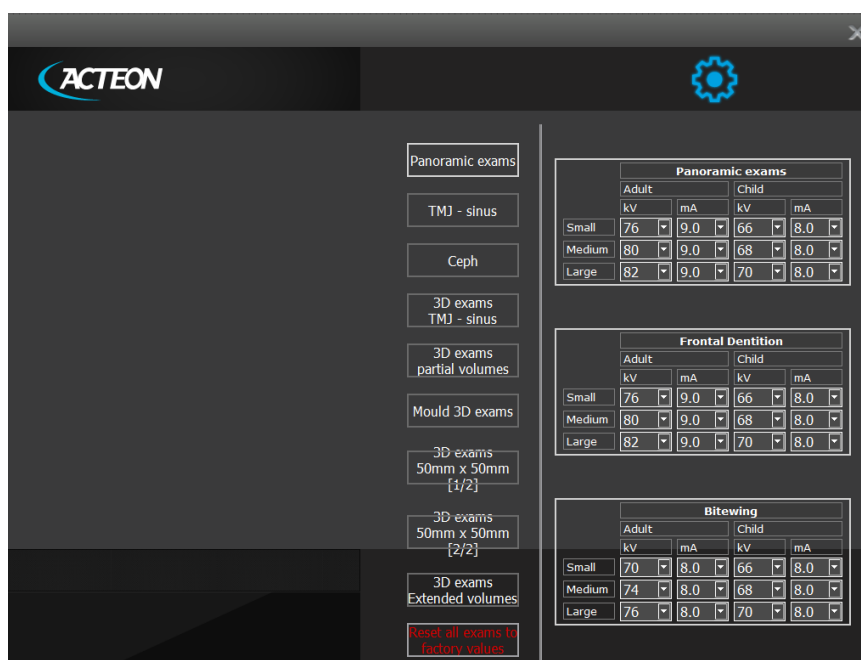 ACTEON
Panoramic exams
TMJ - sinus
Ceph
3D exams
TMJ - sinus
3D exams
partial volumes
Mould 3D exams
3D exams
50mm x 50mm
[1/2]
3D exams
50mm x 50mm
[2/2]
3D exams
Extended volumes
Reset all exams to
factory values
Panoramic exams
Adult Child
kV mA kV mA
Small 76 9.0 66 8.0
Medium 80 9.0 68 8.0
Large 82 9.0 70 8.0
Frontal Dentition
Adult Child
kV mA kV mA
Small 76 9.0 66 8.0
Medium 80 9.0 68 8.0
Large 82 9.0 70 8.0
Bitewing
Adult Child
kV mA kV mA
Small 70 8.0 66 8.0
Medium 74 8.0 68 8.0
Large 76 8.0 70 8.0